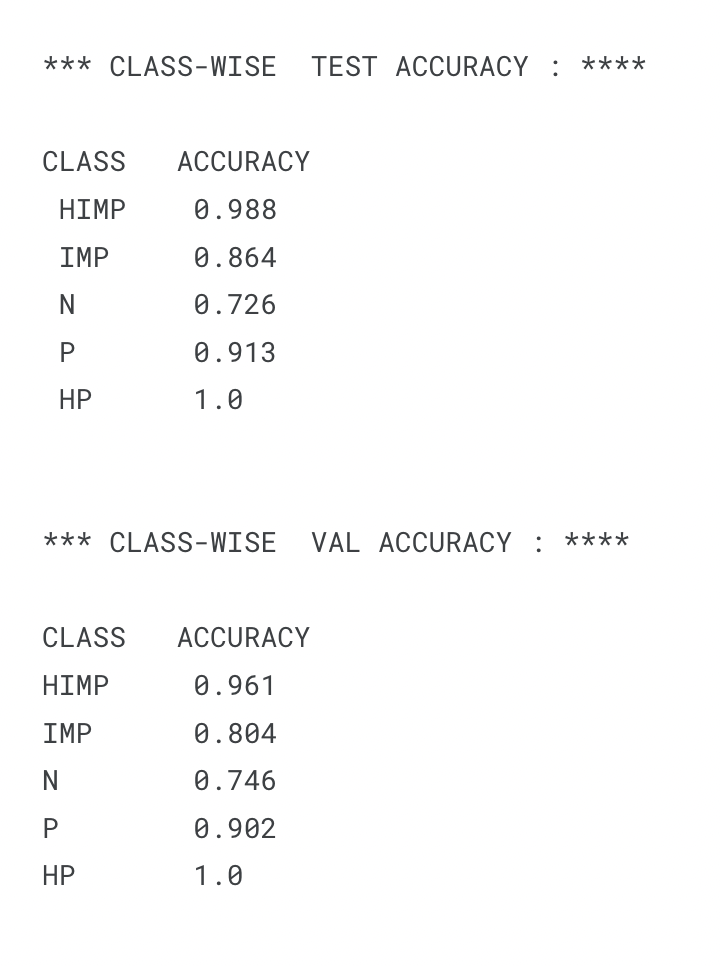 *** CLASS-WISE  TEST ACCURACY : ****
CLASS   ACCURACY
 HIMP    0.988
 IMP     0.864
 N       0.726
 P       0.913
 HP      1.0
*** CLASS-WISE  VAL ACCURACY : ****
CLASS   ACCURACY
HIMP     0.961
IMP      0.804
N        0.746
P        0.902
HP       1.0